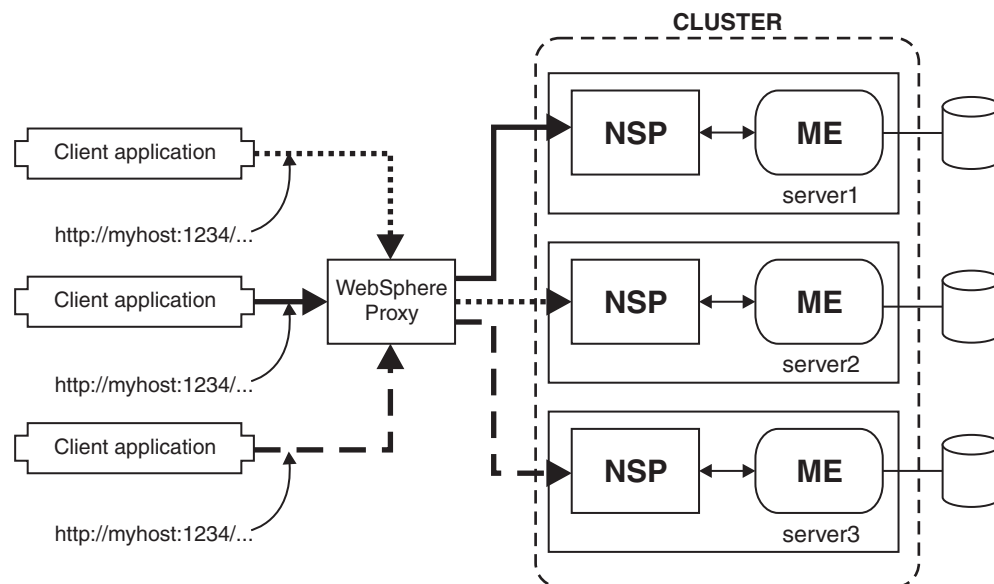 CLUSTER
Client application
http://myhost:1234/...
Client application
http://myhost:1234/...
Client application
http://myhost:1234/...
WebSphere
Proxy
NSP
ME
server1
NSP
ME
server2
NSP
ME
server3